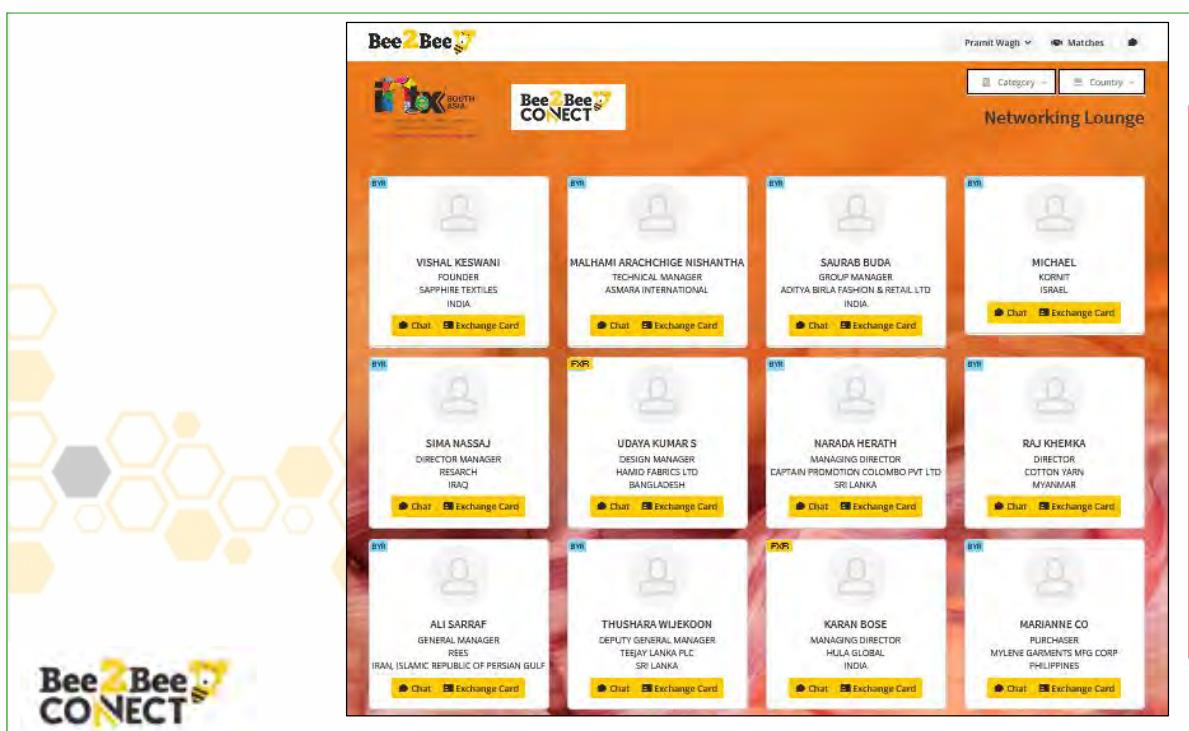 Bee2Bee
Pramit Wagh
Matches
intex SOUTH ASIA
Bee2Bee
CONECT
Category
Country
Networking Lounge
BYR
VISHAL KESWANI
FOUNDER
SAPPHIRE TEXTILES
INDIA
Chat Exchange Card
BYR
MALHAMI ARACHCHIGE NISHANTHA
TECHNICAL MANAGER
ASMARA INTERNATIONAL
Chat Exchange Card
BYR
SAURAB BUDA
GROUP MANAGER
ADITYA BIRLA FASHION & RETAIL LTD
INDIA
Chat Exchange Card
BYR
MICHAEL
KORNIT
ISRAEL
Chat Exchange Card
BYR
SIMA NASSAJ
DIRECTOR MANAGER
RESARCH
IRAQ
Chat Exchange Card
EXR
UDAYA KUMAR S
DESIGN MANAGER
HAMID FABRICS LTD
BANGLADESH
Chat Exchange Card
BYR
NARADA HERATH
MANAGING DIRECTOR
CAPTAIN PROMOTION COLOMBO PVT LTD
SRI LANKA
Chat Exchange Card
BYR
RAJ KHEMKA
DIRECTOR
COTTON YARN
MYANMAR
Chat Exchange Card
BYR
ALI SARRAF
GENERAL MANAGER
REES
IRAN, ISLAMIC REPUBLIC OF PERSIAN GULF
Chat Exchange Card
BYR
THUSHARA WIJEKOON
DEPUTY GENERAL MANAGER
TEEJAY LANKA PLC
SRI LANKA
Chat Exchange Card
EXR
KARAN BOSE
MANAGING DIRECTOR
HULA GLOBAL
INDIA
Chat Exchange Card
BYR
MARIANNE CO
PURCHASER
MYLENE GARMENTS MFG CORP
PHILIPPINES
Chat Exchange Card
Bee2Bee
CONECT